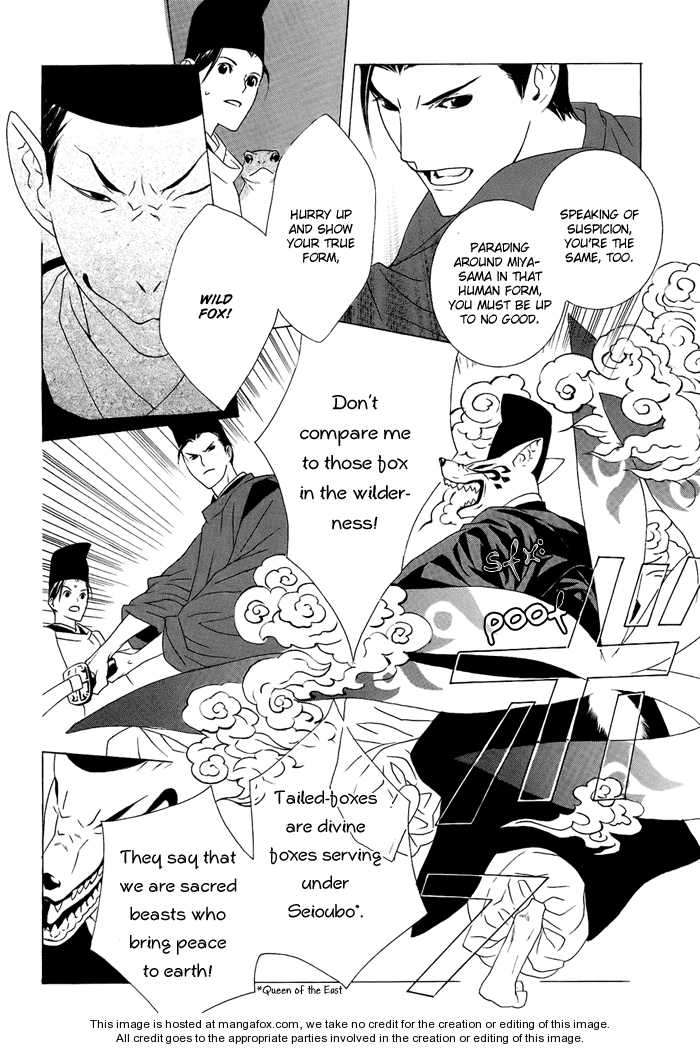 SPEAKING OF
SUSPICION,
YOU'RE THE
SAME, TOO.
PARADING
AROUND MIYA-
SAMA IN THAT
HUMAN FORM,
YOU MUST BE UP
TO NO GOOD.
HURRY UP
AND SHOW
YOUR TRUE
FORM,
WILD
FOX!
Don't
compare me
to those fox
in the wilder-
ness!
sfx:
poof
Tailed-foxes
are divine
foxes serving
under
Seioubo*.
They say that
we are sacred
beasts who
bring peace
to earth!
*Queen of the East
This image is hosted at mangafox.com, we take no credit for the creation or editing of this image.
All credit goes to the appropriate parties involved in the creation or editing of this image.